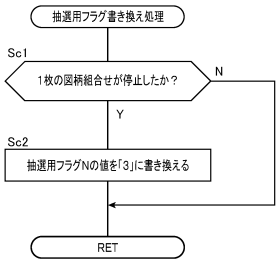 抽選用フラグ書き換え処理
Sc1
1枚の図柄組合せが停止したか？
N
Y
Sc2
抽選用フラグNの値を「3」に書き換える
RET